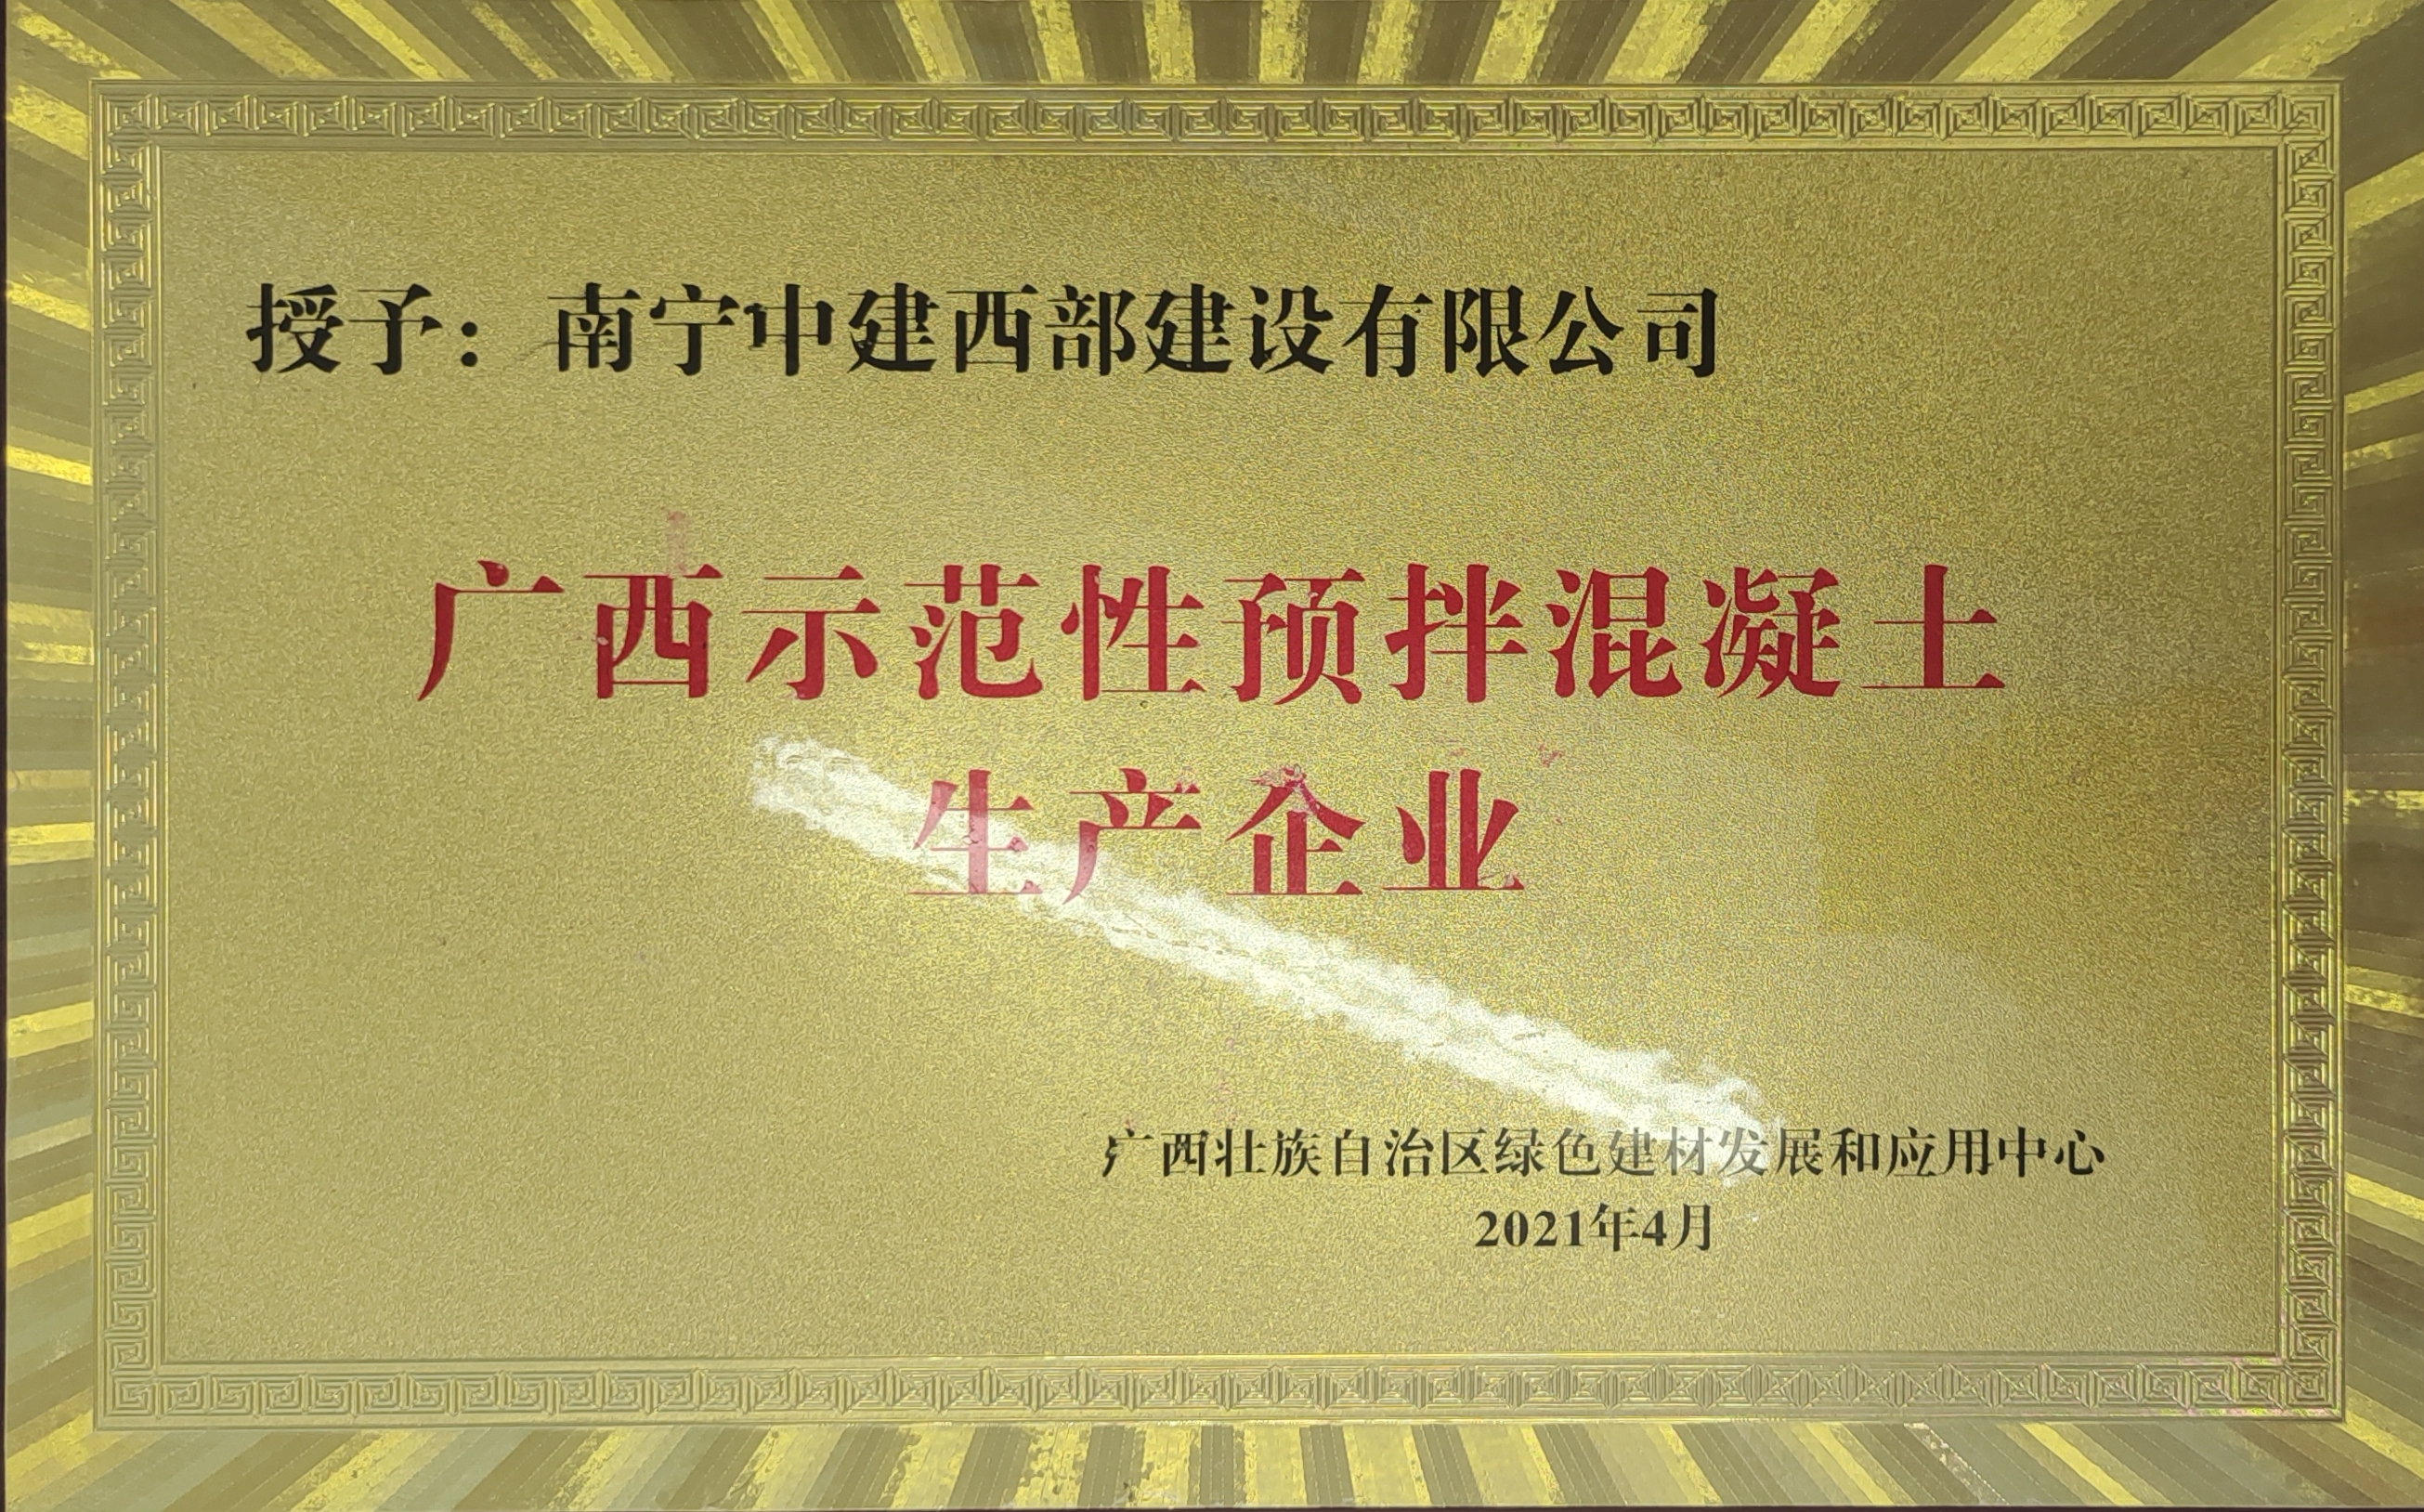 授予：南宁中建西部建设有限公司
广西示范性预拌混凝土
生产企业
广西壮族自治区绿色建材发展和应用中心
2021年4月